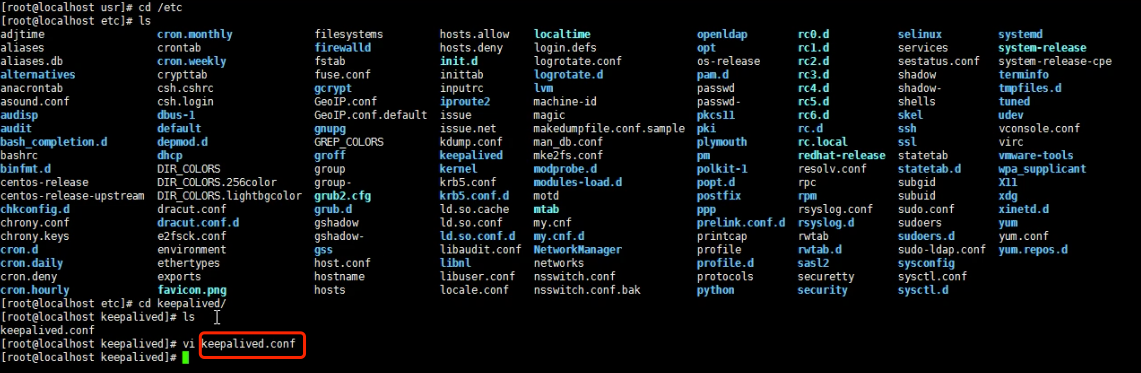 [root@localhost usr]# cd /etc
[root@localhost etc]# ls
adjtime cron.monthly filesystems hosts.allow localtime openldap rc0.d selinux systemd
aliases crontab firewalld hosts.deny login.defs opt rc1.d services system-release
aliases.db cron.weekly fstab init.d logrotate.conf os-release rc2.d sestatus.conf system-release-cpe
alternatives crypttab fuse.conf inittab logrotate.d pam.d rc3.d shadow terminfo
anacrontab csh.cshrc gcrypt inputrc lvm passwd rc4.d shadow- tmpfiles.d
asound.conf csh.login GeoIP.conf iproute2 machine-id passwd- rc5.d shells tuned
audisp dbus-1 GeoIP.conf.default issue magic pkcs11 rc6.d skel udev
audit default gnupg issue.net makedumpfile.conf.sample pki rc.d ssh vconsole.conf
bash_completion.d depmod.d GREP_COLORS kdump.conf man_db.conf plymouth rc.local ssl virc
bashrc dhcp groff keepalived mke2fs.conf pm redhat-release statetab vmware-tools
binfmt.d DIR_COLORS group kernel modprobe.d polkit-1 resolv.conf statetab.d wpa_supplicant
centos-release DIR_COLORS.256color group- krb5.conf modules-load.d popt.d rpc subgid X11
centos-release-upstream DIR_COLORS.lightbgcolor grub2.cfg krb5.conf.d motd postfix rpm subuid xdg
chkconfig.d dracut.conf grub.d ld.so.cache mtab ppp rsyslog.conf sudo.conf xinetd.d
chrony.conf dracut.conf.d gshadow ld.so.conf my.cnf prelink.conf.d rsyslog.d sudoers yum
chrony.keys e2fsck.conf gshadow- ld.so.conf.d my.cnf.d printcap rwtab sudoers.d yum.conf
cron.d environment gss libaudit.conf NetworkManager profile rwtab.d sudo-ldap.conf yum.repos.d
cron.daily ethertypes host.conf libnl networks profile.d sasl2 sysconfig
cron.deny exports hostname libuser.conf nsswitch.conf protocols securetty sysctl.conf
cron.hourly favicon.png hosts locale.conf nsswitch.conf.bak python security sysctl.d
[root@localhost etc]# cd keepalived/
[root@localhost keepalived]# ls
keepalived.conf
[root@localhost keepalived]# vi keepalived.conf
[root@localhost keepalived]#